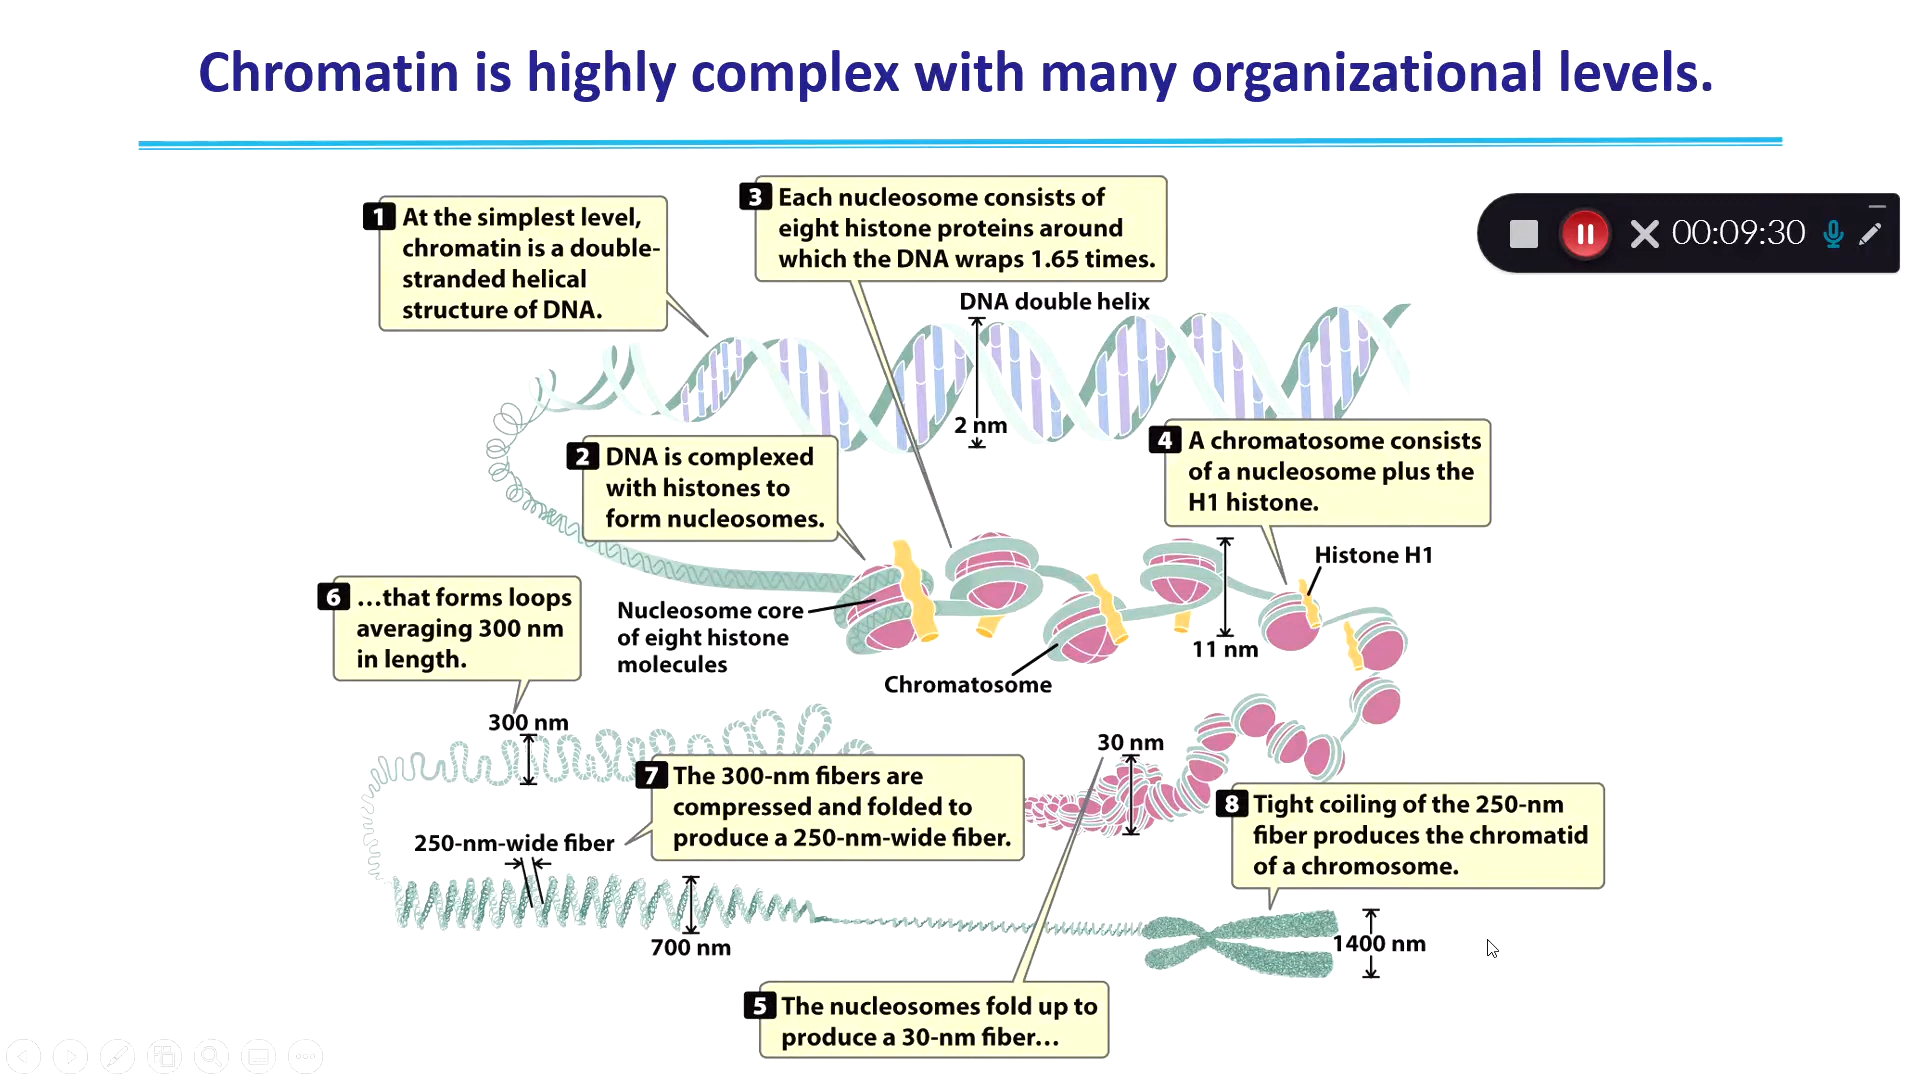 Chromatin is highly complex with many organizational levels.
00:09:30
1 At the simplest level,
chromatin is a double-
stranded helical
structure of DNA.
3 Each nucleosome consists of
eight histone proteins around
which the DNA wraps 1.65 times.
DNA double helix
2 nm
2 DNA is complexed
with histones to
form nucleosomes.
4 A chromatosome consists
of a nucleosome plus the
H1 histone.
Histone H1
Nucleosome core
of eight histone
molecules
Chromatosome
11 nm
6 …that forms loops
averaging 300 nm
in length.
300 nm
30 nm
7 The 300-nm fibers are
compressed and folded to
produce a 250-nm-wide fiber.
8 Tight coiling of the 250-nm
fiber produces the chromatid
of a chromosome.
250-nm-wide fiber
700 nm
1400 nm
5 The nucleosomes fold up to
produce a 30-nm fiber…